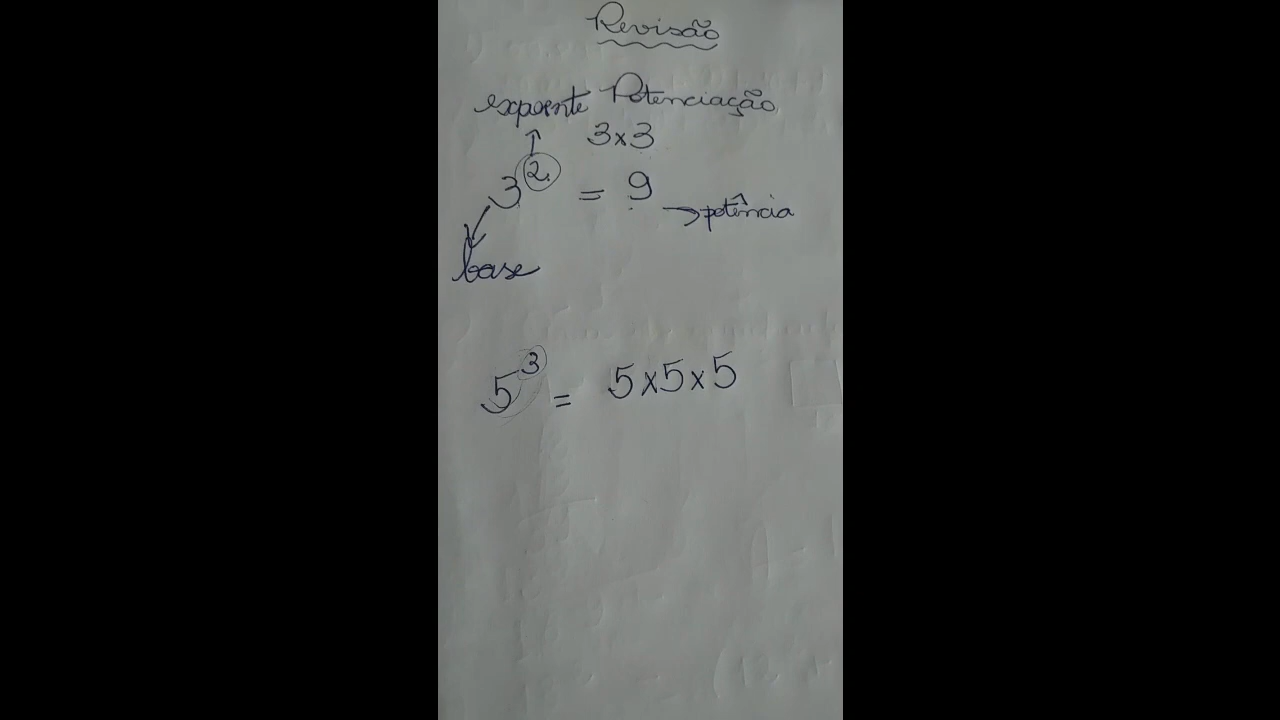 Revisão
expoente Potenciação
3x3
3² = 9 →potência
base
5³ = 5x5x5